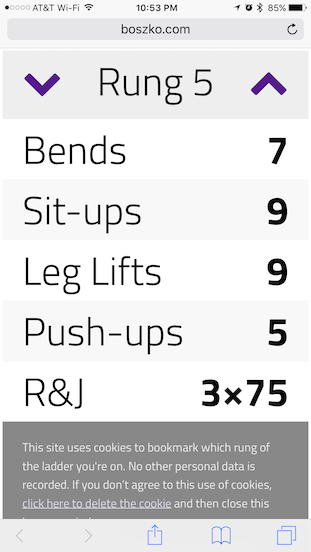 AT&T Wi-Fi 10:53 PM 85%
boszko.com
Rung 5
Bends 7
Sit-ups 9
Leg Lifts 9
Push-ups 5
R&J 3×75
This site uses cookies to bookmark which rung of
the ladder you're on. No other personal data is
recorded. If you don't agree to this use of cookies,
click here to delete the cookie and then close this